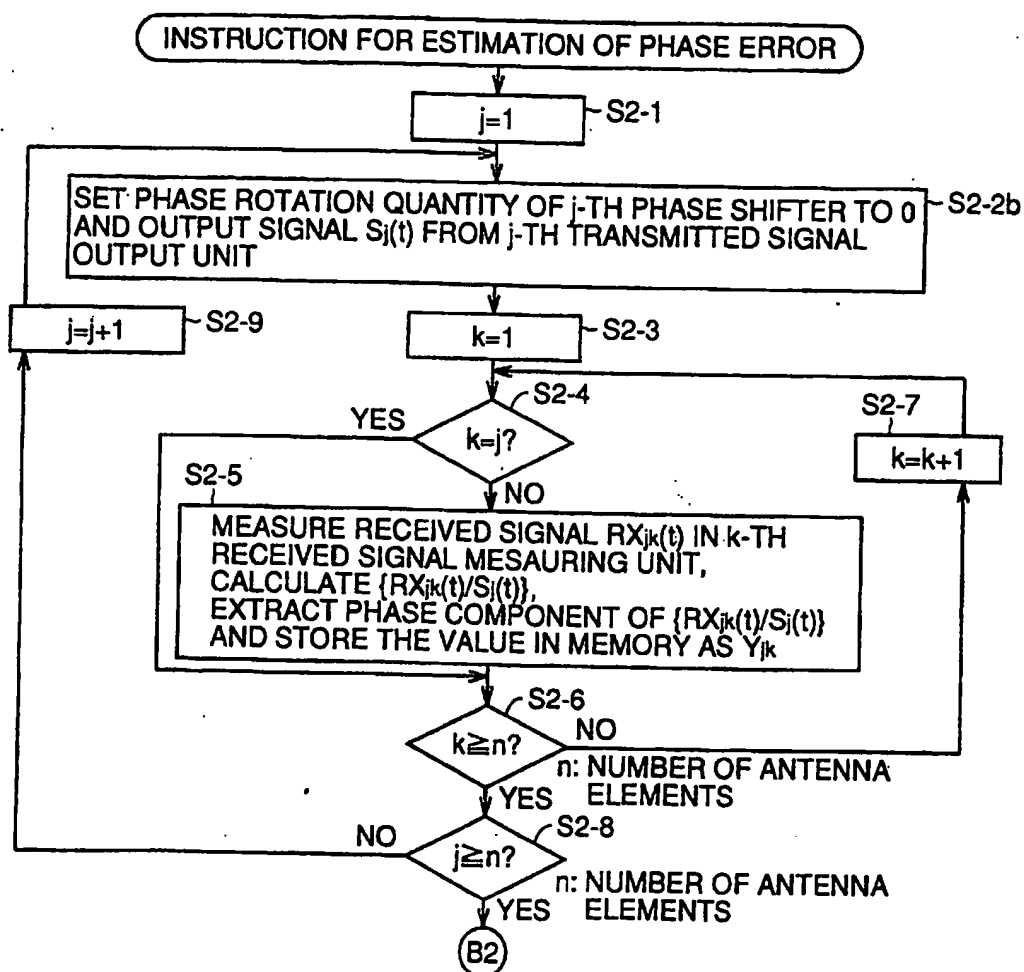 INSTRUCTION FOR ESTIMATION OF PHASE ERROR
j=1
S2-1
SET PHASE ROTATION QUANTITY OF j-TH PHASE SHIFTER TO 0
AND OUTPUT SIGNAL Sj(t) FROM j-TH TRANSMITTED SIGNAL
OUTPUT UNIT
S2-2b
j=j+1
S2-9
k=1
S2-3
S2-4
YES
k=j?
NO
S2-7
k=k+1
S2-5
MEASURE RECEIVED SIGNAL RXjk(t) IN k-TH
RECEIVED SIGNAL MESAURING UNIT,
CALCULATE {RXjk(t)/Sj(t)},
EXTRACT PHASE COMPONENT OF {RXjk(t)/Sj(t)}
AND STORE THE VALUE IN MEMORY AS Yjk
S2-6
k≧n?
NO
n: NUMBER OF ANTENNA
ELEMENTS
YES
S2-8
NO
j≧n?
n: NUMBER OF ANTENNA
ELEMENTS
YES
B2